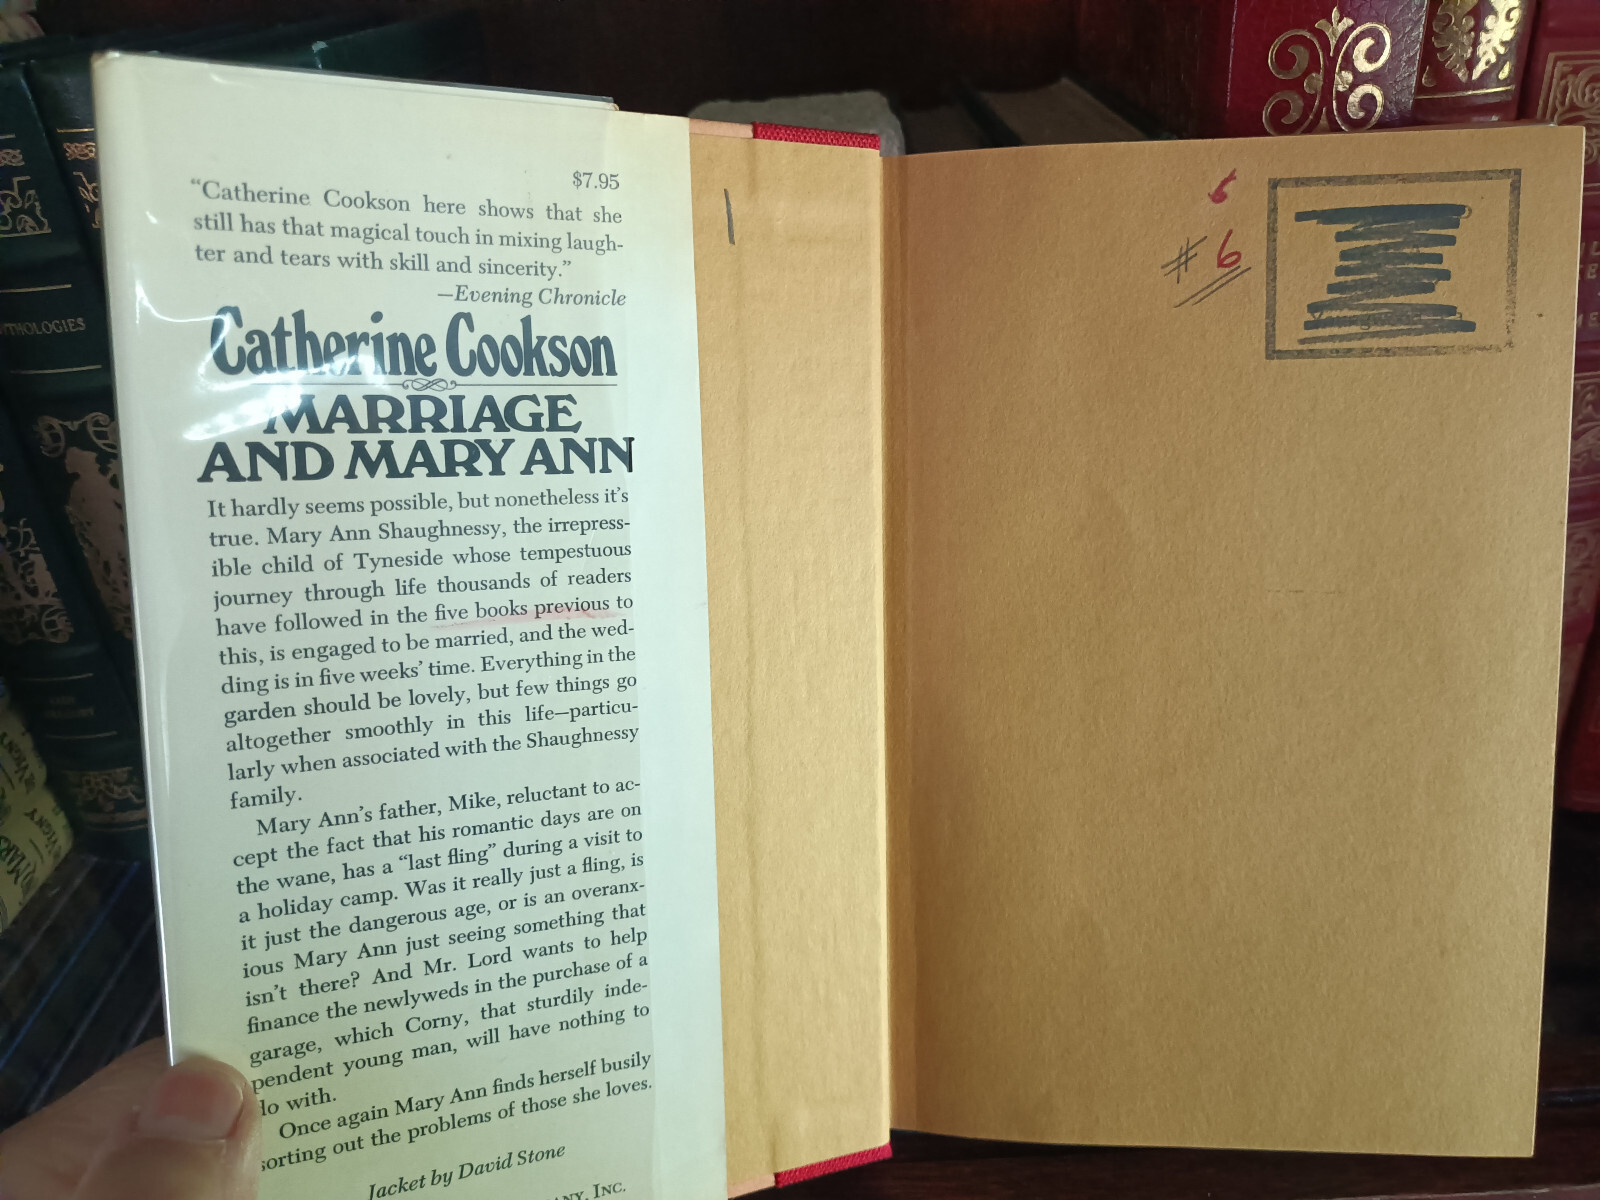 $7.95
“Catherine Cookson here shows that she
still has that magical touch in mixing laugh-
ter and tears with skill and sincerity.”
—Evening Chronicle
Catherine Cookson
MARRIAGE
AND MARY ANN
It hardly seems possible, but nonetheless it’s
true. Mary Ann Shaughnessy, the irrepress-
ible child of Tyneside whose tempestuous
journey through life thousands of readers
have followed in the five books previous to
this, is engaged to be married, and the wed-
ding is in five weeks’ time. Everything in the
garden should be lovely, but few things go
altogether smoothly in this life—particu-
larly when associated with the Shaughnessy
family.
Mary Ann’s father, Mike, reluctant to ac-
cept the fact that his romantic days are on
the wane, has a “last fling” during a visit to
a holiday camp. Was it really just a fling, is
it just the dangerous age, or is an overanx-
ious Mary Ann just seeing something that
isn’t there? And Mr. Lord wants to help
finance the newlyweds in the purchase of a
garage, which Corny, that sturdily inde-
pendent young man, will have nothing to
do with.
Once again Mary Ann finds herself busily
sorting out the problems of those she loves.
Jacket by David Stone
INC.
# 6